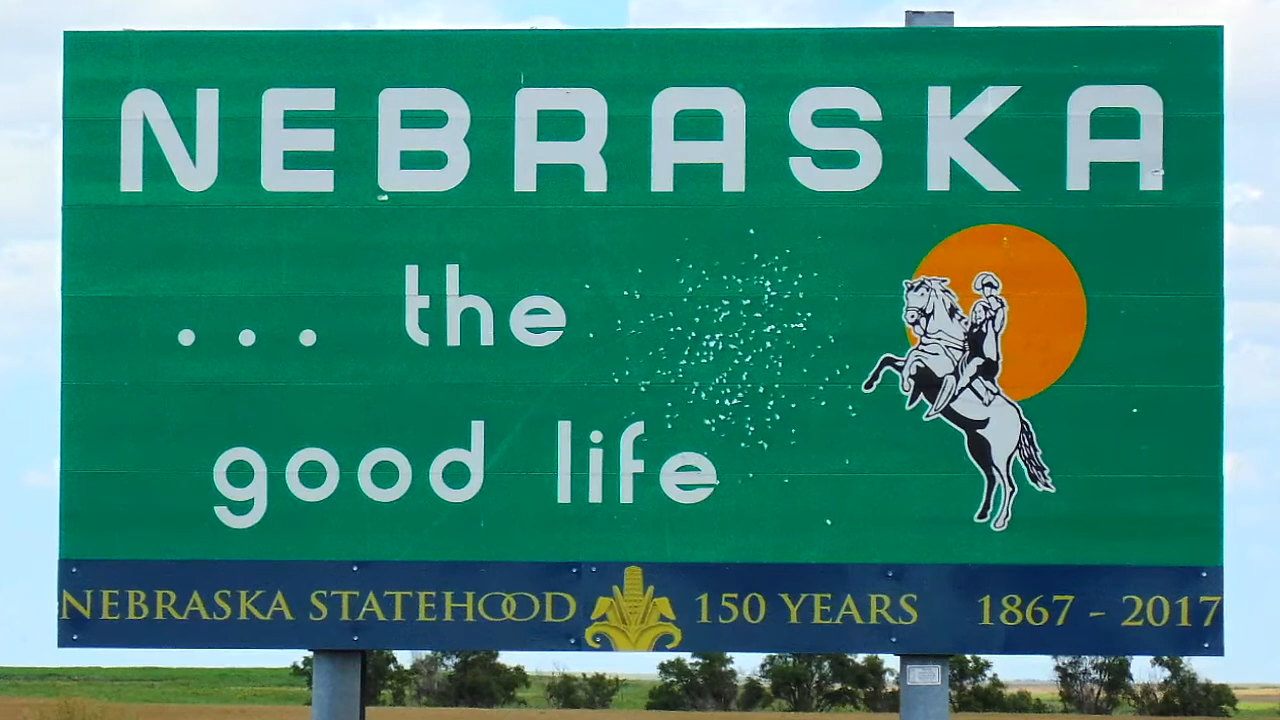 NEBRASKA
... the
good life
NEBRASKA STATEHOOD 150 YEARS 1867 - 2017